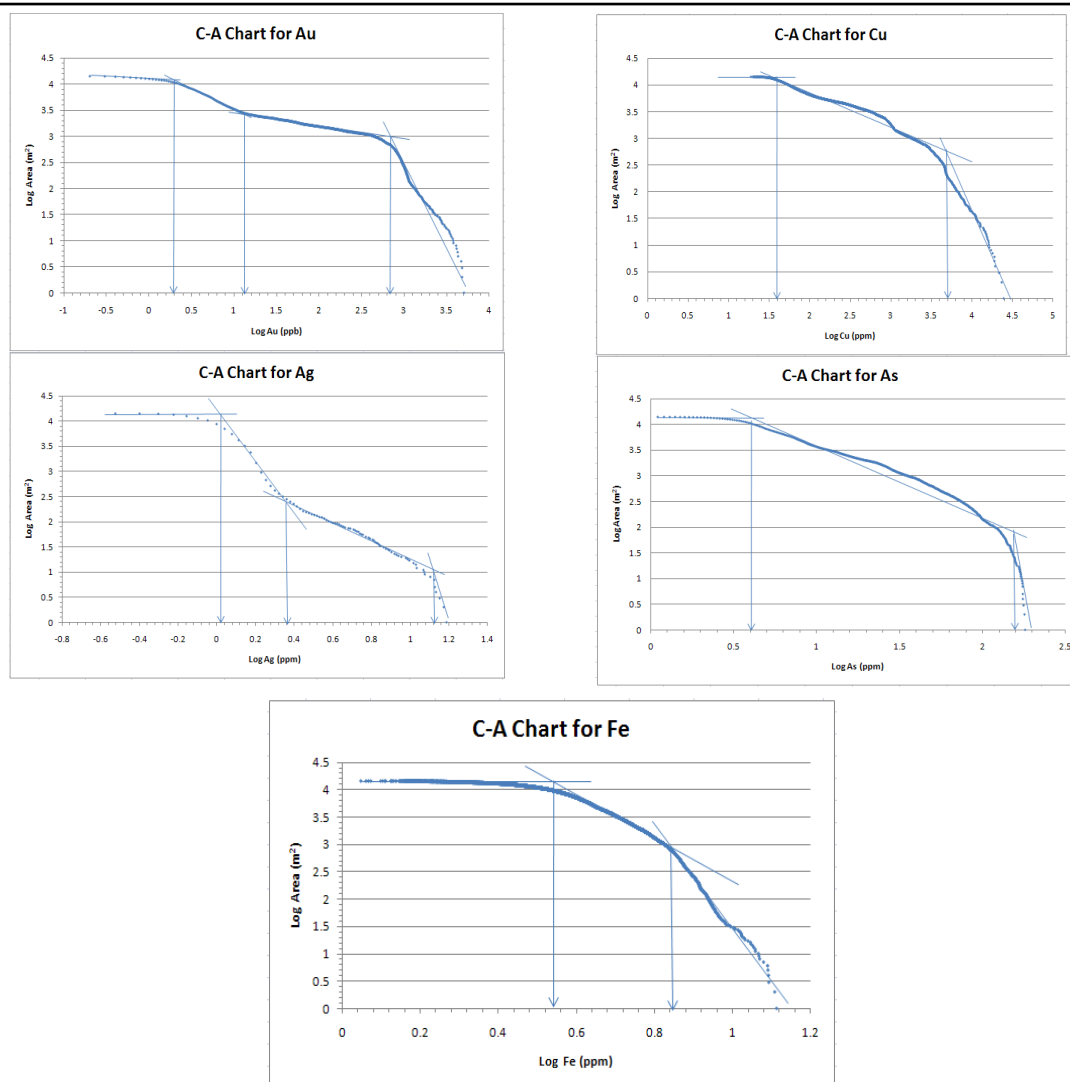 C-A Chart for Au
4.5
4
3.5
3
2.5
2
1.5
1
0.5
0
Log Area (m²)
-1 -0.5 0 0.5 1 1.5 2 2.5 3 3.5 4
Log Au (ppb)
C-A Chart for Cu
4.5
4
3.5
3
2.5
2
1.5
1
0.5
0
Log Area (m²)
0 0.5 1 1.5 2 2.5 3 3.5 4 4.5 5
Log Cu (ppm)
C-A Chart for Ag
4.5
4
3.5
3
2.5
2
1.5
1
0.5
0
Log Area (m²)
-0.8 -0.6 -0.4 -0.2 0 0.2 0.4 0.6 0.8 1 1.2 1.4
Log Ag (ppm)
C-A Chart for As
4.5
4
3.5
3
2.5
2
1.5
1
0.5
0
Log Area (m²)
0 0.5 1 1.5 2 2.5
Log As (ppm)
C-A Chart for Fe
4.5
4
3.5
3
2.5
2
1.5
1
0.5
0
Log Area (m²)
0 0.2 0.4 0.6 0.8 1 1.2
Log Fe (ppm)